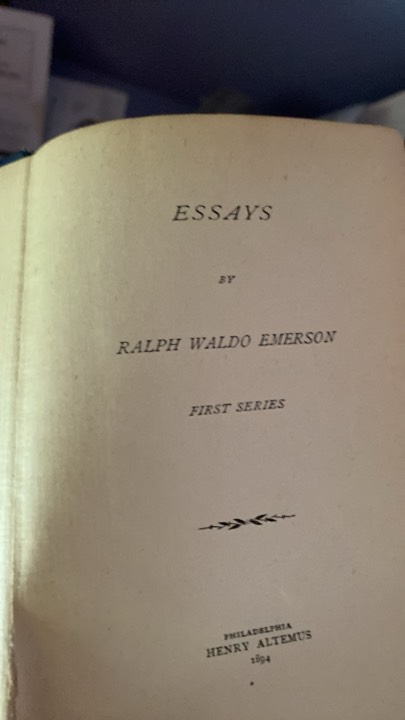 ESSAYS
BY
RALPH WALDO EMERSON
FIRST SERIES
PHILADELPHIA
HENRY ALTEMUS
1894